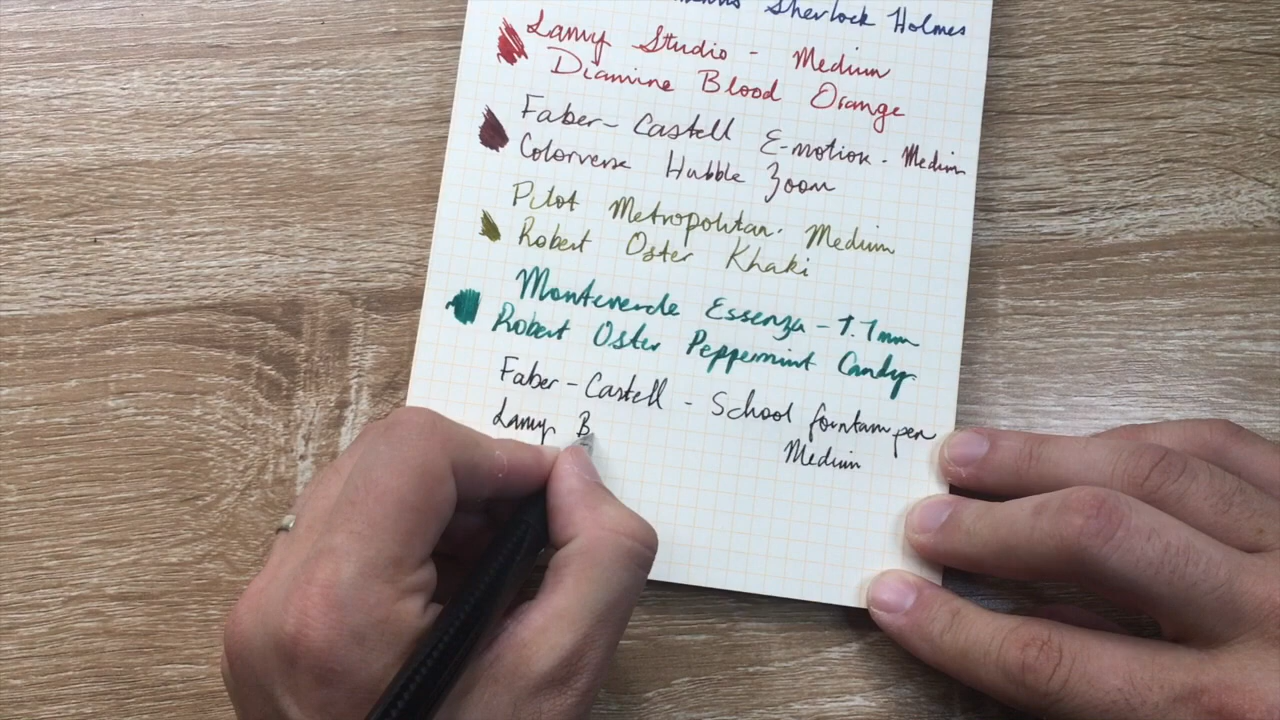 Sherlock Holmes
Lamy Studio - Medium
Diamine Blood Orange
Faber-Castell E-motion - Medium
Colorverse Hubble Zoom
Pilot Metropolitan. Medium
Robert Oster Khaki
Monteverde Essenza - 1.1mm
Robert Oster Peppermint Candy
Faber-Castell - School fountain pen
Medium
Lamy B